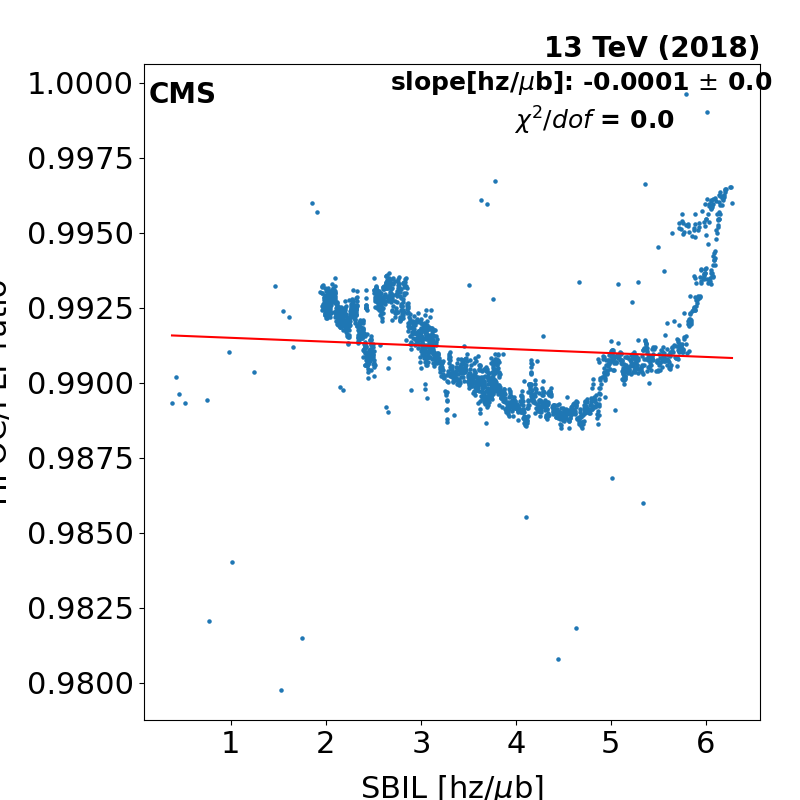 13 TeV (2018)
CMS
slope[hz/μb]: -0.0001 ± 0.0
χ²/dof = 0.0
1.0000
0.9975
0.9950
0.9925
0.9900
0.9875
0.9850
0.9825
0.9800
1 2 3 4 5 6
SBIL [hz/μb]